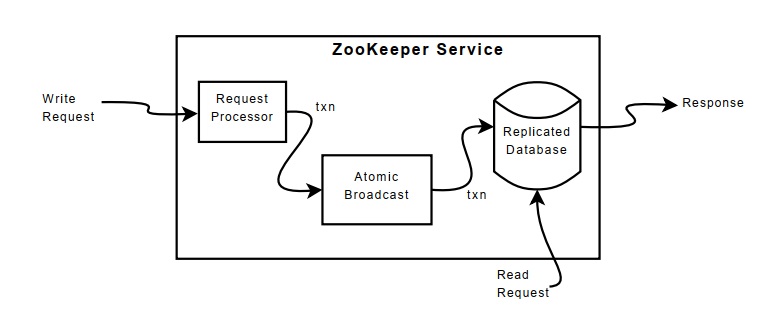 ZooKeeper Service
Write
Request
Request
Processor
txn
Atomic
Broadcast
txn
Replicated
Database
Response
Read
Request